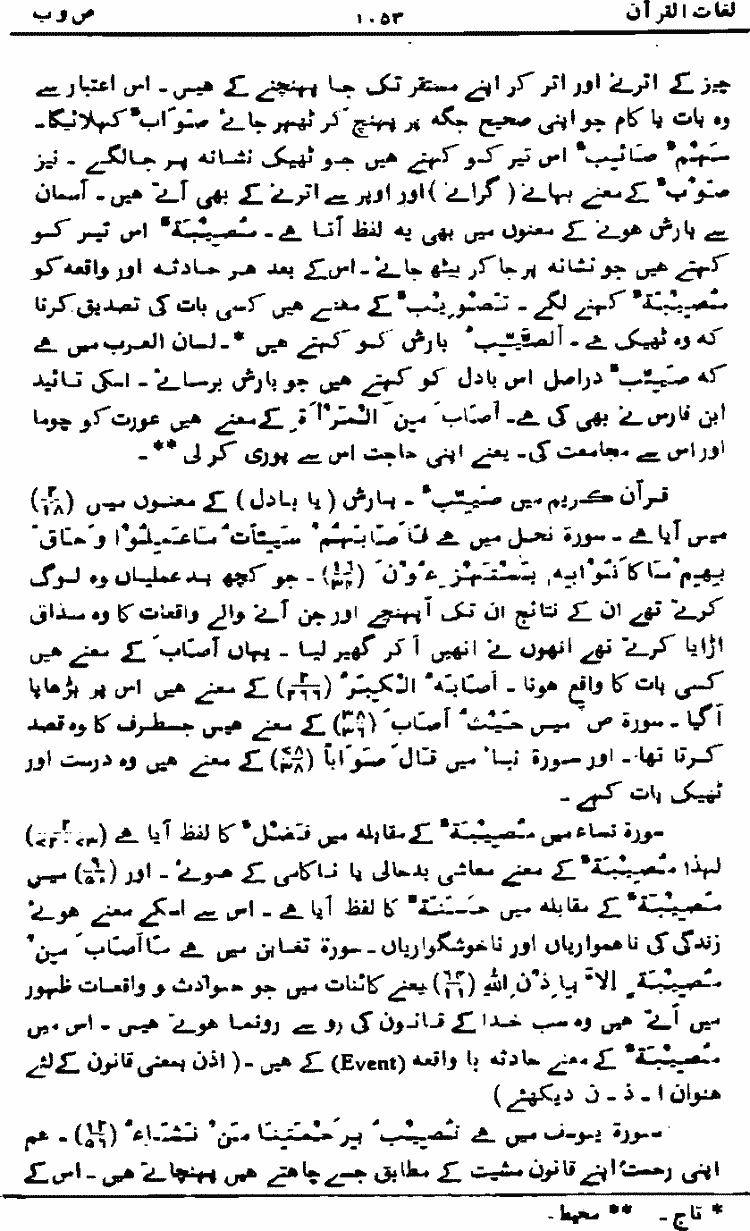 لغات القرآن ۱۰۵۳ ص و ب
چیز کے اترنے اور اتر کر اپنے مستقر تک جا پہنچنے کے ہیں۔ اس اعتبار سے
وہ بات یا کام جو اپنی صحیح جگہ پر پہنچ کر ٹھہر جائے صَوَابٌ کہلائیگا۔
سَہْمٌ صَائِبٌ اس تیر کو کہتے ہیں جو ٹھیک نشانہ پر جا لگے۔ نیز
صَوْبٌ کے معنے بہانے (گرانے) اور اوپر سے اترنے کے بھی آتے ہیں۔ آسمان
سے بارش ہونے کے معنوں میں بھی یہ لفظ آتا ہے۔ مُصِیْبَۃٌ اس تیر کو
کہتے ہیں جو نشانہ پر جا کر بیٹھ جائے۔ اس کے بعد ہر حادثہ اور واقعہ کو
مُصِیْبَۃٌ کہنے لگے۔ تَصْوِیْبٌ کے معنے ہیں کسی بات کی تصدیق کرنا
کہ وہ ٹھیک ہے۔ اَلصَّیِّبُ بارش کو کہتے ہیں *۔ لسان العرب میں ہے
کہ صَیِّبٌ دراصل اس بادل کو کہتے ہیں جو بارش برسائے۔ اسکی تائید
ابن فارس نے بھی کی ہے۔ اَصَابَ مِنَ الْمَرْأَۃِ کے معنے ہیں عورت کو چوما
اور اس سے مجامعت کی۔ یعنے اپنی حاجت اس سے پوری کر لی **۔
قرآن کریم میں صَیِّبٌ۔ بارش (یا بادل) کے معنوں میں (۲/۱۸)
میں آیا ہے۔ سورۃ نحل میں ہے فَاَصَابَہُمْ سَیِّاٰتُ مَاعَمِلُوْا وَحَاقَ
بِہِمْ مَّا کَانُوْا بِہٖ یَسْتَہْزِءُوْنَ (۱۶/۳۴)۔ جو کچھ بد عملیاں وہ لوگ
کرتے تھے ان کے نتائج ان تک آ پہنچے اور جن آنے والے واقعات کا وہ مذاق
اڑایا کرتے تھے انھوں نے انھیں آ کر گھیر لیا۔ یہاں اَصَابَ کے معنے ہیں
کسی بات کا واقع ہونا۔ اَصَابَہُ الْکِبَرُ (۲/۲۶۶) کے معنے ہیں اس پر بڑھاپا
آ گیا۔ سورۃ ص میں حَیْثُ اَصَابَ (۳۸/۳۶) کے معنے ہیں جسطرف کا وہ قصد
کرتا تھا۔ اور سورۃ نبا میں قَالَ صَوَاباً (۷۸/۳۸) کے معنے ہیں وہ درست اور
ٹھیک بات کہے۔
سورۃ نساء میں مُصِیْبَۃٌ کے مقابلہ میں فَضْلٌ کا لفظ آیا ہے (۴/۷۲-۷۳)
لہذا مُصِیْبَۃٌ کے معنے معاشی بدحالی یا ناکامی کے ہوئے۔ اور (۹/۵۰) میں
مُصِیْبَۃٌ کے مقابلہ میں حَسَنَۃٌ کا لفظ آیا ہے۔ اس سے اسکے معنے ہوئے
زندگی کی ناہمواریاں اور ناخوشگواریاں۔ سورۃ تغابن میں ہے مَااَصَابَ مِنْ
مُصِیْبَۃٍ اِلاَّ بِاِذْنِ اللّٰہِ (۶۴/۱۱) یعنے کائنات میں جو حوادث و واقعات ظہور
میں آتے ہیں وہ سب خدا کے قانون کی رو سے رونما ہوتے ہیں۔ اس میں
مُصِیْبَۃٌ کے معنے حادثہ یا واقعہ (Event) کے ہیں۔ (اذن بمعنی قانون کے لئے
عنوان ا ۔ ذ ۔ ن دیکھئے)
سورۃ یوسف میں ہے نُصِیْبُ بِرَحْمَتِنَا مَنْ نَّشَاءُ (۱۲/۵۶)۔ ہم
اپنی رحمت اپنے قانون مشیت کے مطابق جسے چاہتے ہیں پہنچاتے ہیں۔ اس کے
* تاج۔ ** محیط۔